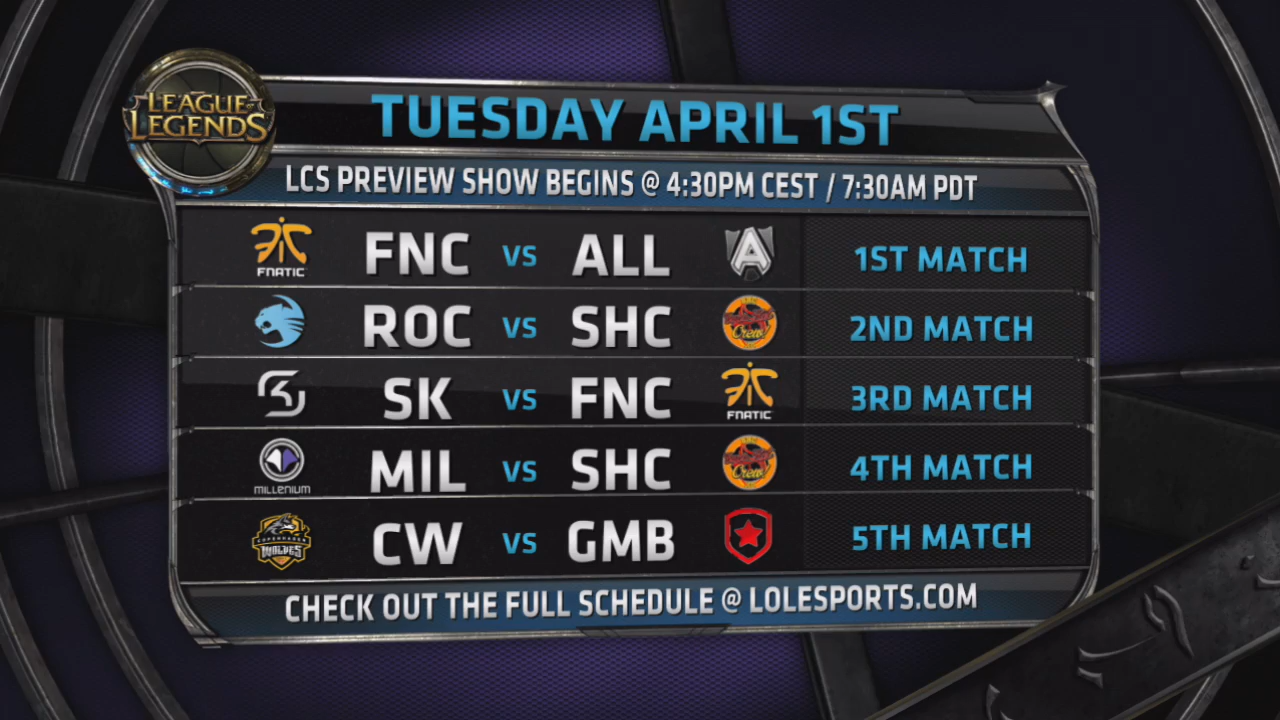 LEAGUE OF LEGENDS
TUESDAY APRIL 1ST
LCS PREVIEW SHOW BEGINS @ 4:30PM CEST / 7:30AM PDT
FNATIC FNC VS ALL A 1ST MATCH
ROC VS SHC 2ND MATCH
SK SK VS FNC FNATIC 3RD MATCH
MILLENIUM MIL VS SHC 4TH MATCH
COPENHAGEN WOLVES CW VS GMB 5TH MATCH
CHECK OUT THE FULL SCHEDULE @ LOLESPORTS.COM